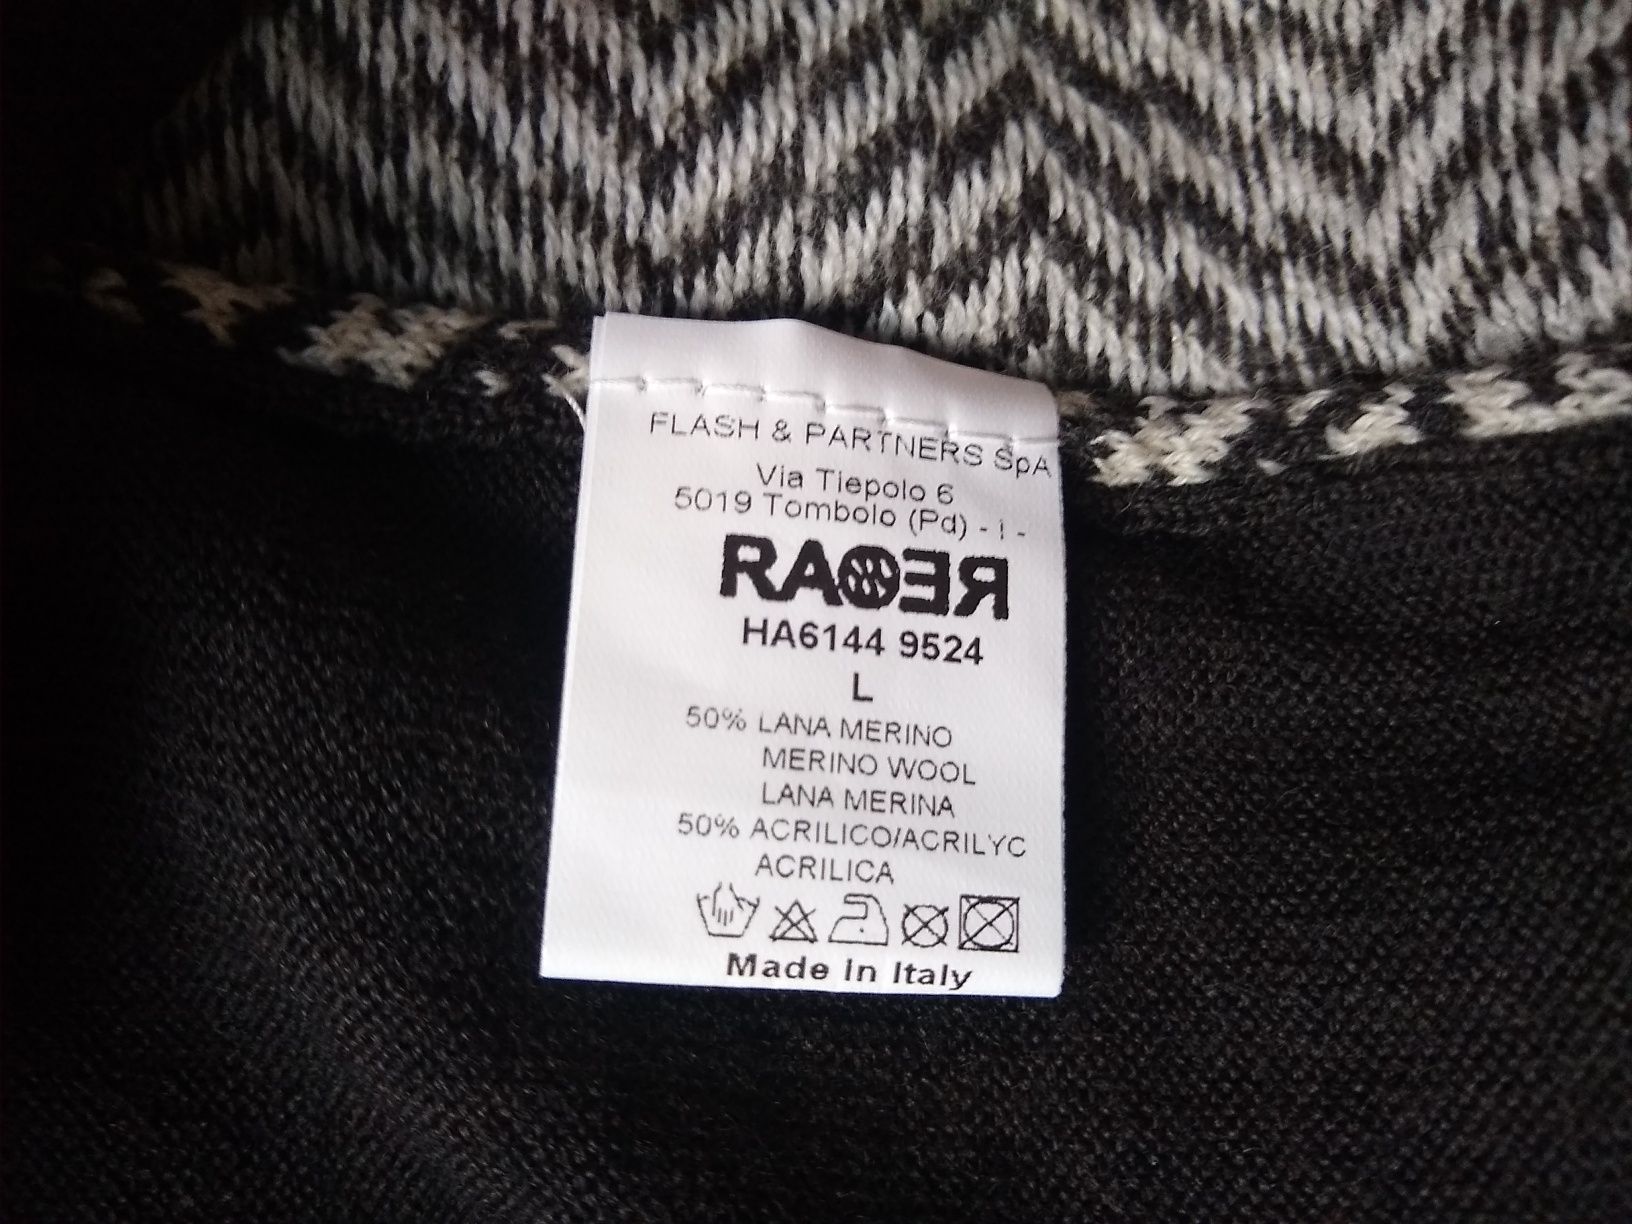 FLASH & PARTNERS SpA
Via Tiepolo 6
5019 Tombolo (Pd) - I -
RACER
HA6144 9524
L
50% LANA MERINO
MERINO WOOL
LANA MERINA
50% ACRILICO/ACRILYC
ACRILICA
Made in Italy